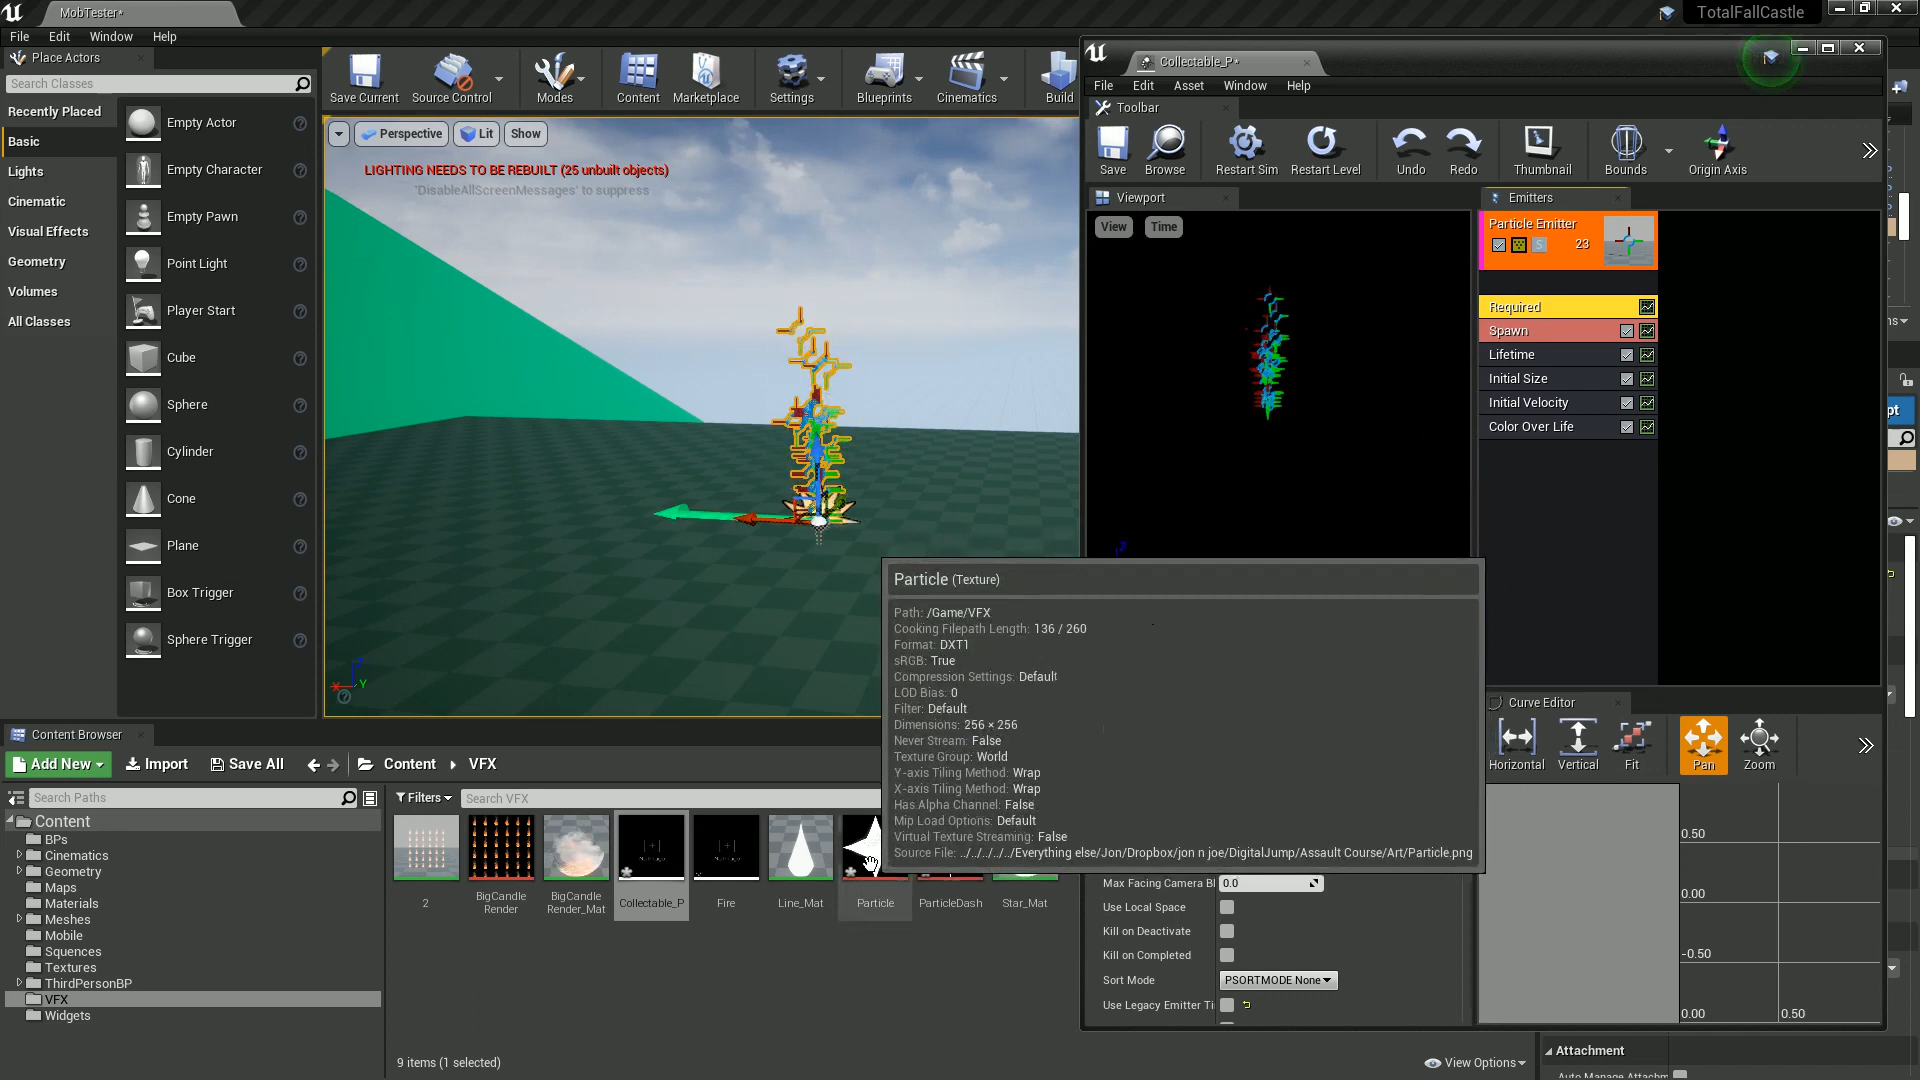 MobTester*
TotalFallCastle
File Edit Window Help
Place Actors
Search Classes
Recently Placed
Basic
Lights
Cinematic
Visual Effects
Geometry
Volumes
All Classes
Empty Actor
Empty Character
Empty Pawn
Point Light
Player Start
Cube
Sphere
Cylinder
Cone
Plane
Box Trigger
Sphere Trigger
Save Current Source Control Modes Content Marketplace Settings Blueprints Cinematics Build
Perspective Lit Show
LIGHTING NEEDS TO BE REBUILT (25 unbuilt objects)
'DisableAllScreenMessages' to suppress
Y
Collectable_P*
File Edit Asset Window Help
Toolbar
Save Browse Restart Sim Restart Level Undo Redo Thumbnail Bounds Origin Axis
Viewport
View Time
Emitters
Particle Emitter
23
Required
Spawn
Lifetime
Initial Size
Initial Velocity
Color Over Life
Particle (Texture)
Path: /Game/VFX
Cooking Filepath Length: 136 / 260
Format: DXT1
sRGB: True
Compression Settings: Default
LOD Bias: 0
Filter: Default
Dimensions: 256 × 256
Never Stream: False
Texture Group: World
Y-axis Tiling Method: Wrap
X-axis Tiling Method: Wrap
Has Alpha Channel: False
Mip Load Options: Default
Virtual Texture Streaming: False
Source File: ../../../../../Everything else/Jon/Dropbox/jon n joe/DigitalJump/Assault Course/Art/Particle.png
Max Facing Camera Bl 0.0
Use Local Space
Kill on Deactivate
Kill on Completed
Sort Mode PSORTMODE None
Use Legacy Emitter Ti
Curve Editor
Horizontal Vertical Fit Pan Zoom
0.50
0.00
-0.50
0.00 0.50
Attachment
Auto Manage Attachm
Content Browser
Add New Import Save All Content VFX
Search Paths
Filters Search VFX
Content
BPs
Cinematics
Geometry
Maps
Materials
Meshes
Mobile
Squences
Textures
ThirdPersonBP
VFX
Widgets
2
BigCandle
Render
BigCandle
Render_Mat
Collectable_P
Fire
Line_Mat
Particle
ParticleDash
Star_Mat
9 items (1 selected)
View Options